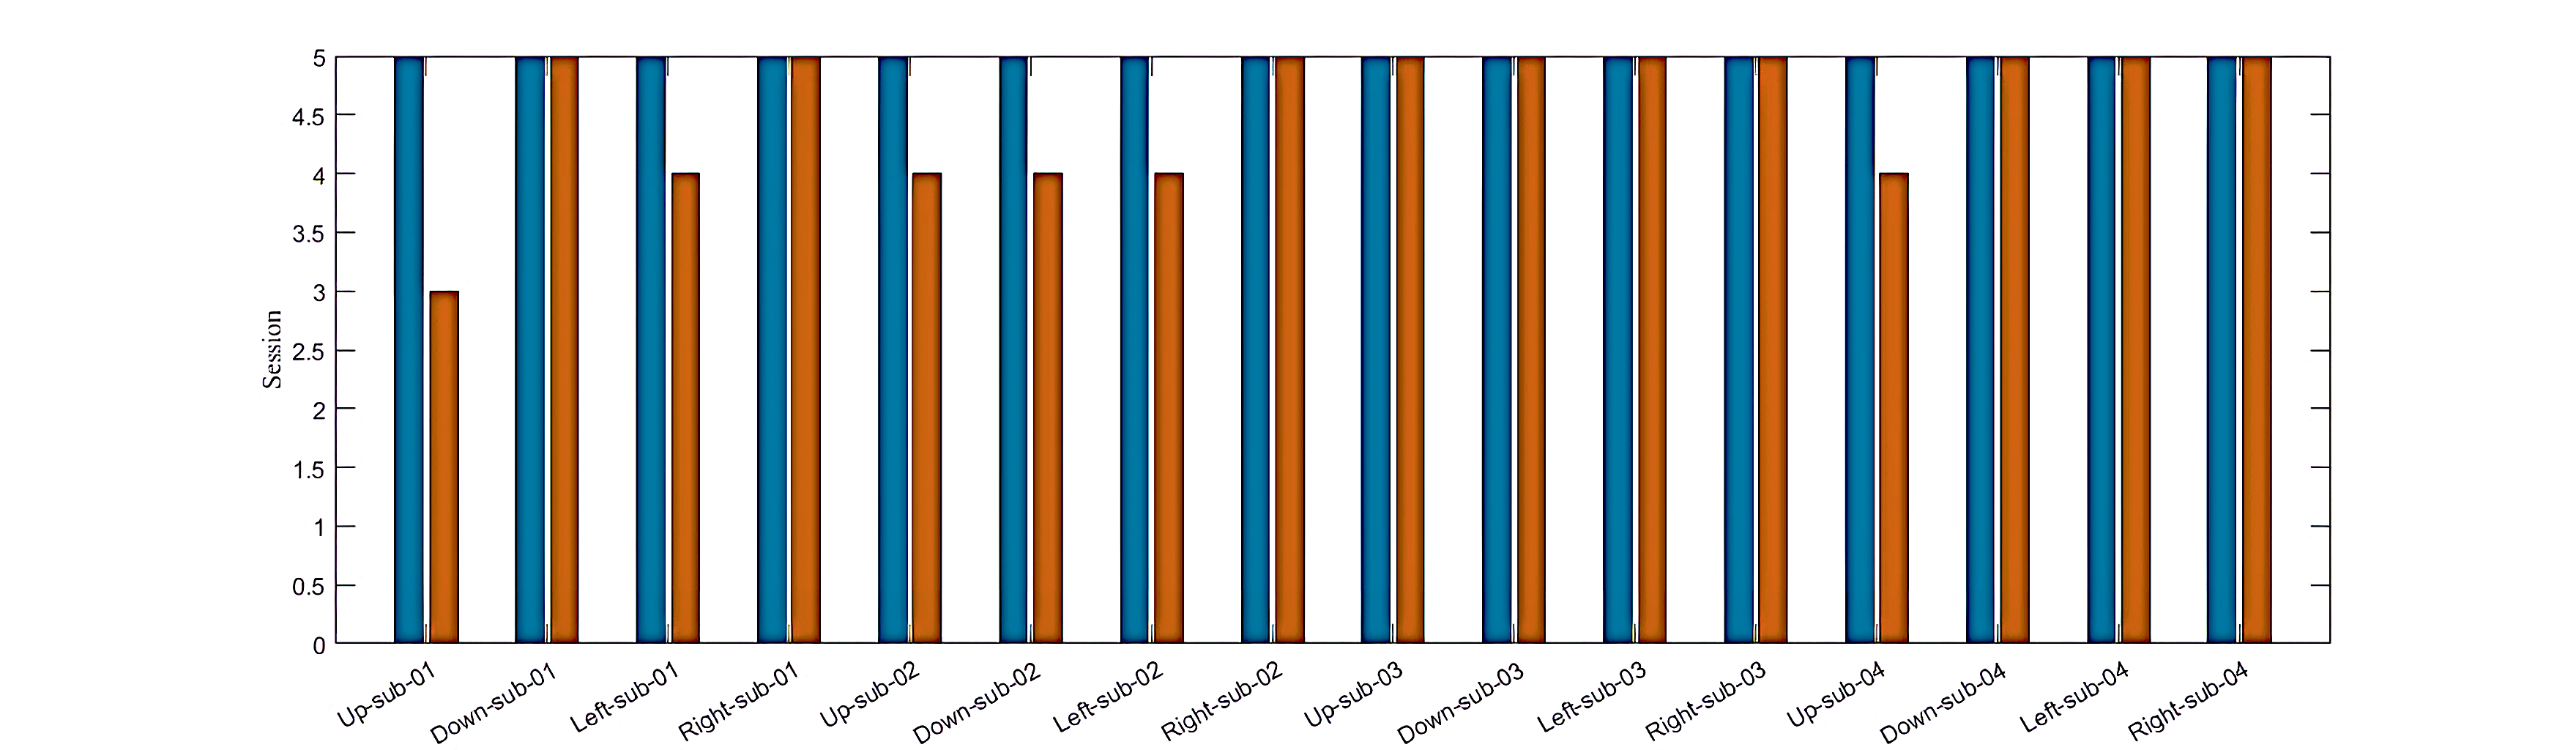 5
4.5
4
3.5
3
2.5
2
1.5
1
0.5
0
Session
Up-sub-01
Down-sub-01
Left-sub-01
Right-sub-01
Up-sub-02
Down-sub-02
Left-sub-02
Right-sub-02
Up-sub-03
Down-sub-03
Left-sub-03
Right-sub-03
Up-sub-04
Down-sub-04
Left-sub-04
Right-sub-04